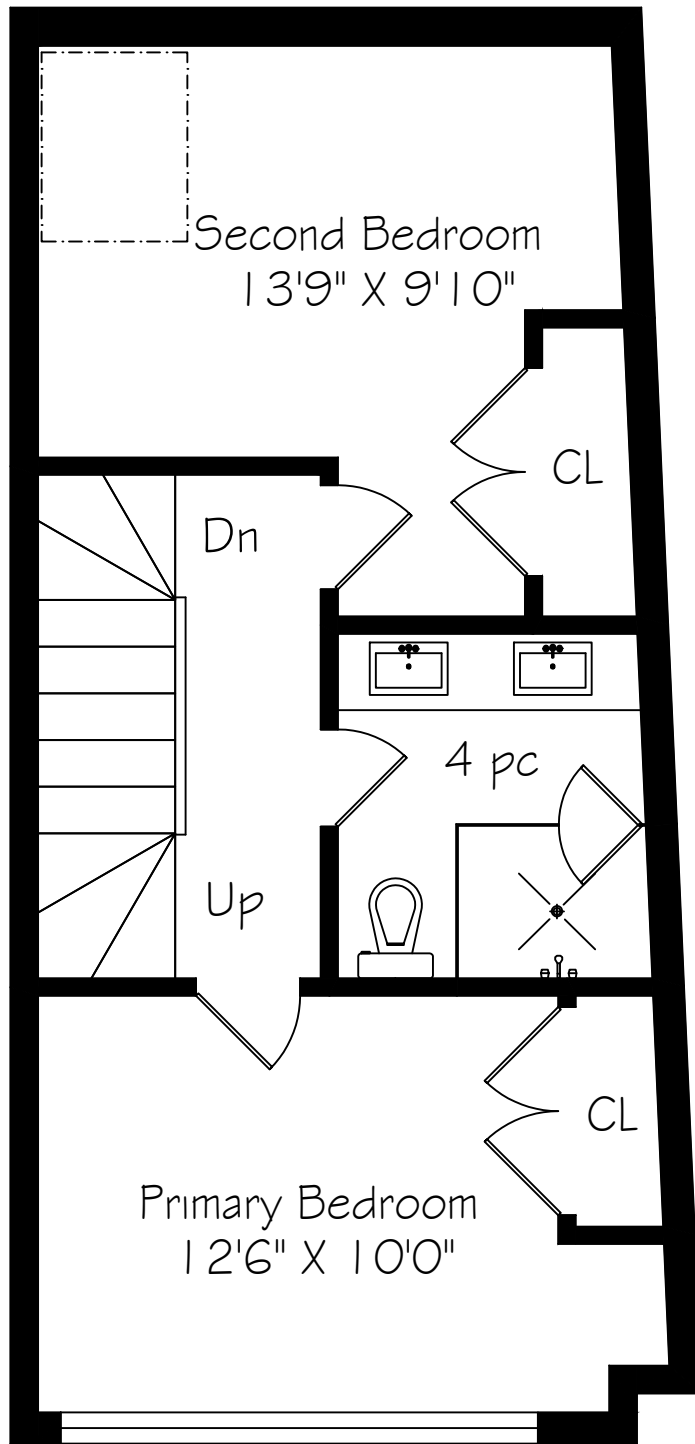 Second Bedroom
13'9" X 9'10"
CL
Dn
4 pc
Up
CL
Primary Bedroom
12'6" X 10'0"